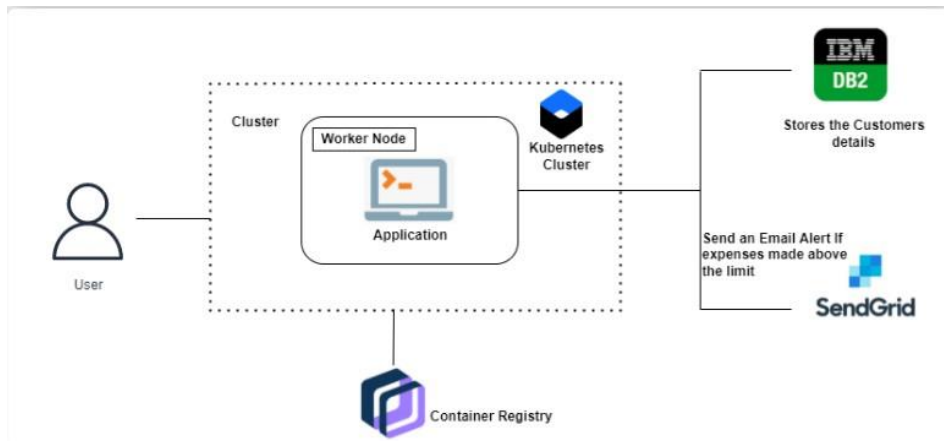 IBM
DB2
Stores the Customers
details
Cluster
Worker Node
Kubernetes
Cluster
Application
User
Send an Email Alert If
expenses made above
the limit
SendGrid
Container Registry